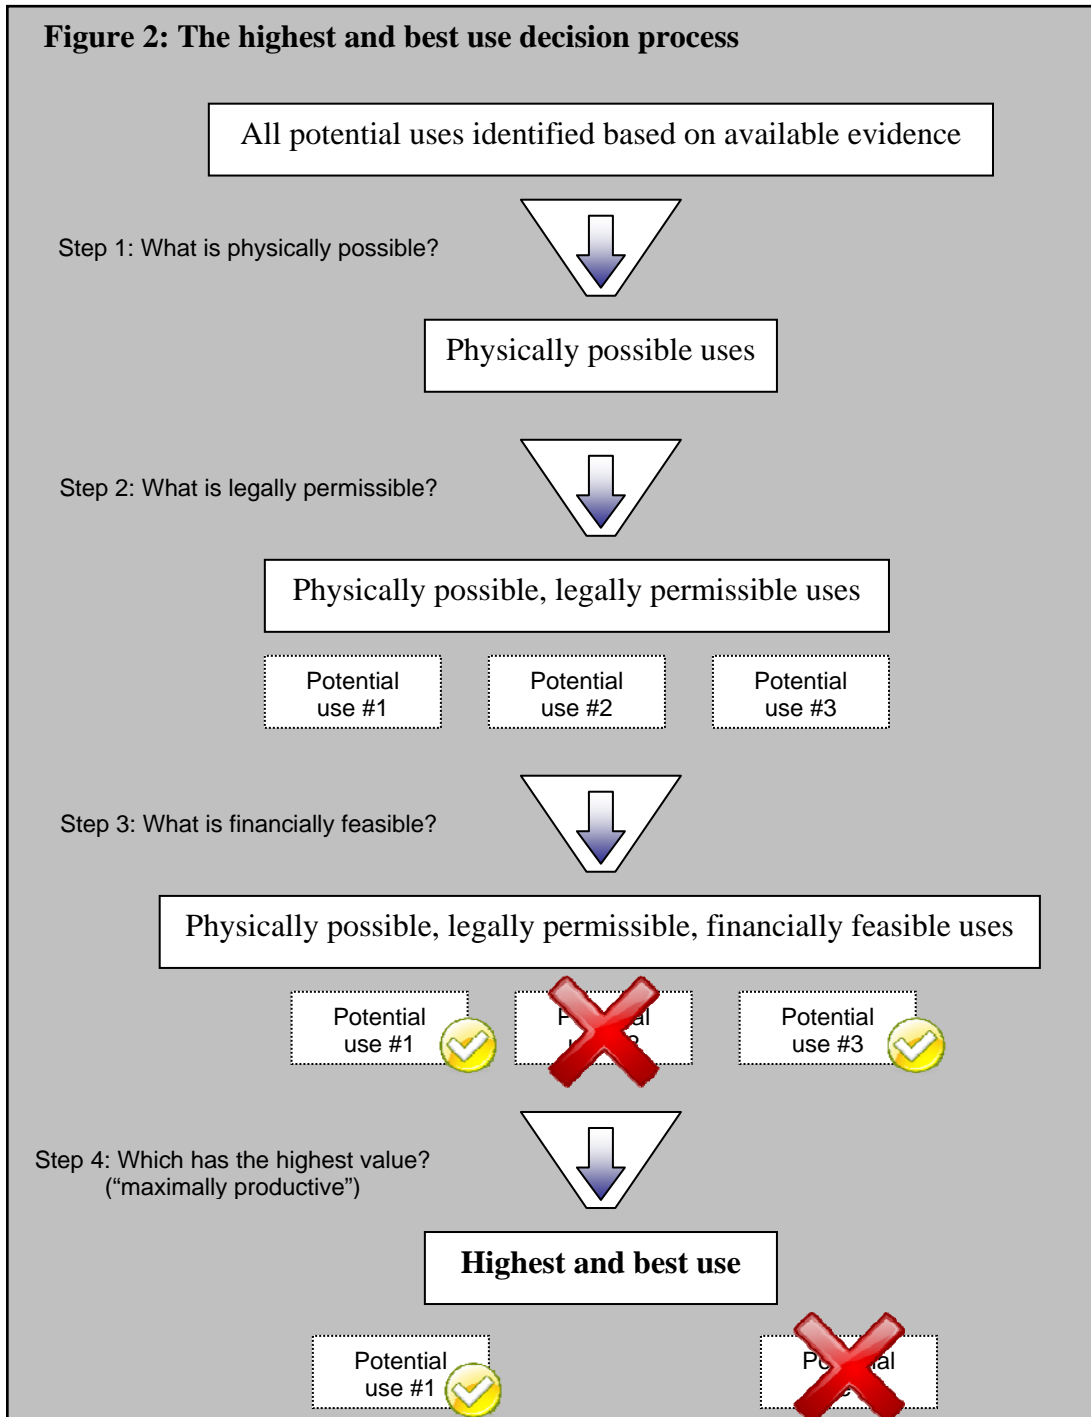 Figure 2: The highest and best use decision process
All potential uses identified based on available evidence
Step 1: What is physically possible?
Physically possible uses
Step 2: What is legally permissible?
Physically possible, legally permissible uses
Potential
use #1
Potential
use #2
Potential
use #3
Step 3: What is financially feasible?
Physically possible, legally permissible, financially feasible uses
Potential
use #1
Potential
use #3
Step 4: Which has the highest value?
(“maximally productive”)
Highest and best use
Potential
use #1